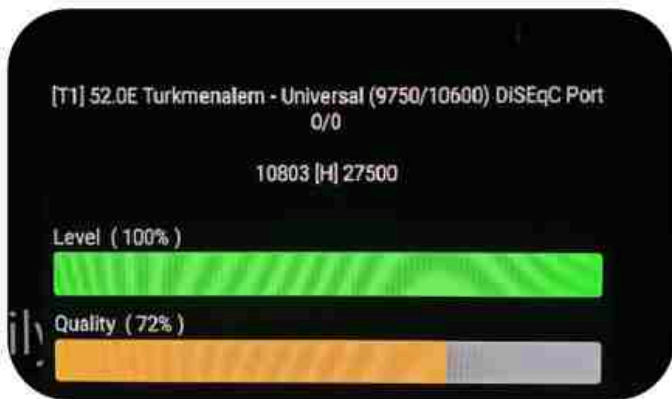 [T1] 52.0E Turkmenalem - Universal (9750/10600) DiSEqC Port
0/0
10803 [H] 27500
Level ( 100% )
Quality ( 72% )